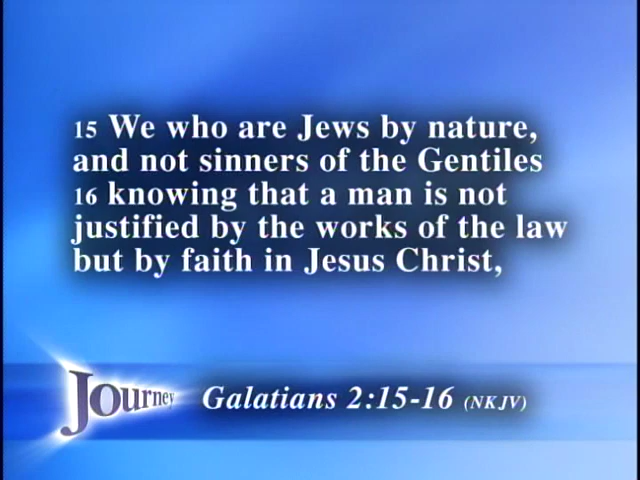 15 We who are Jews by nature,
and not sinners of the Gentiles
16 knowing that a man is not
justified by the works of the law
but by faith in Jesus Christ,
Journey
Galatians 2:15-16 (NKJV)